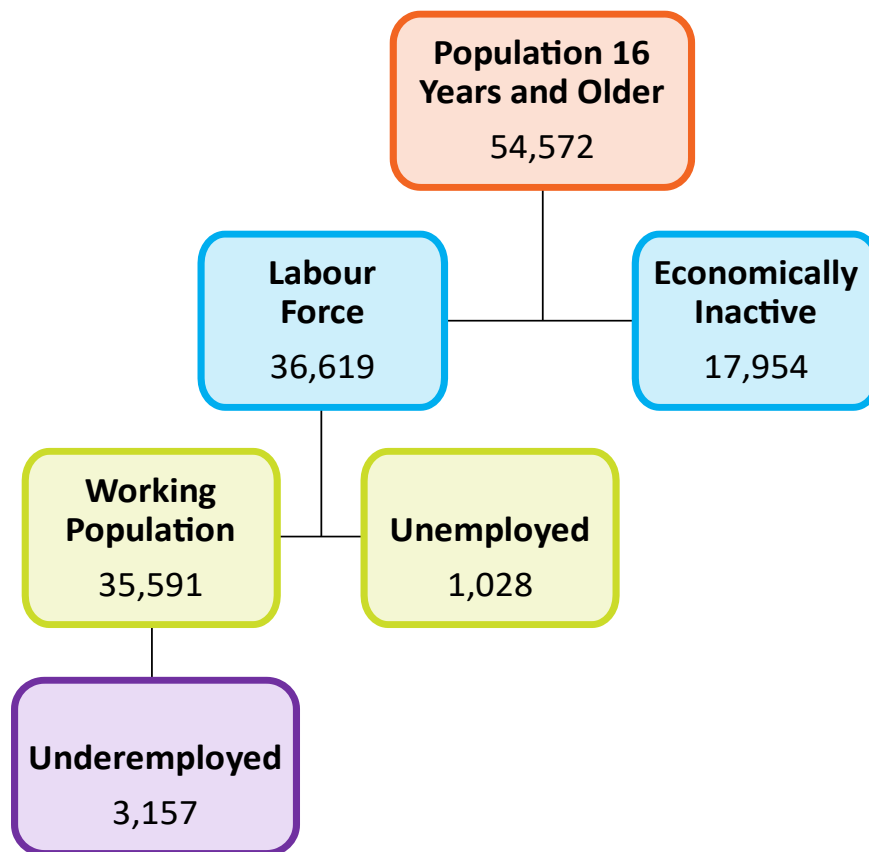 Population 16
Years and Older
54,572
Labour
Force
36,619
Economically
Inactive
17,954
Working
Population
35,591
Unemployed
1,028
Underemployed
3,157